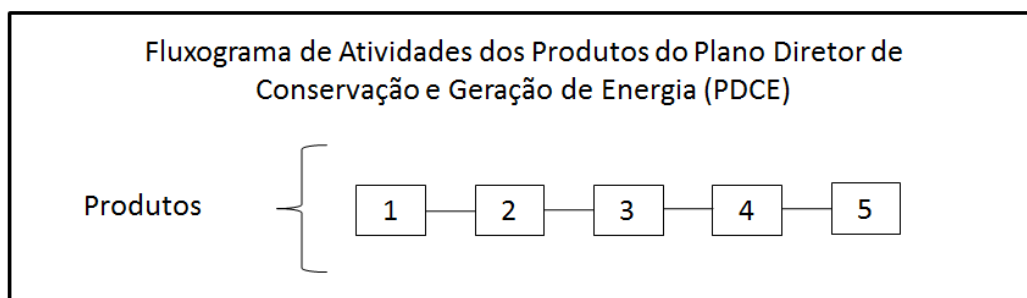 Fluxograma de Atividades dos Produtos do Plano Diretor de
Conservação e Geração de Energia (PDCE)
Produtos 1 2 3 4 5